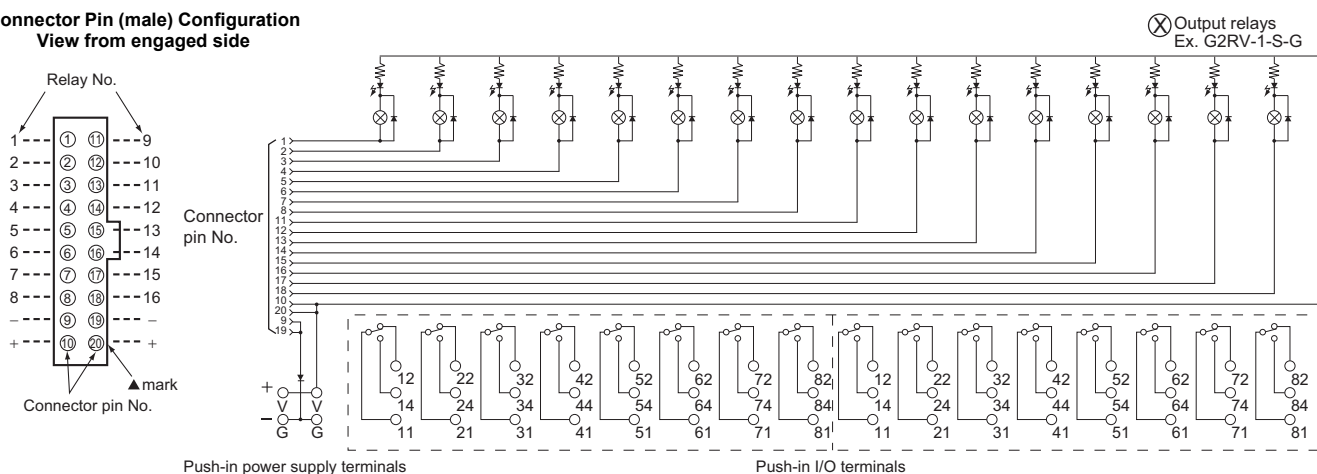 onnector Pin (male) Configuration
View from engaged side
Output relays
Ex. G2RV-1-S-G
Relay No.
1 1 11 9
2 2 12 10
3 3 13 11
4 4 14 12
5 5 15 13
6 6 16 14
7 7 17 15
8 8 18 16
− 9 19 −
+ 10 20 +
▲mark
Connector pin No.
Connector
pin No.
1
2
3
4
5
6
7
8
11
12
13
14
15
16
17
18
10
20
9
19
+
V V
−
G G
12 22 32 42 52 62 72 82 12 22 32 42 52 62 72 82
14 24 34 44 54 64 74 84 14 24 34 44 54 64 74 84
11 21 31 41 51 61 71 81 11 21 31 41 51 61 71 81
Push-in power supply terminals
Push-in I/O terminals